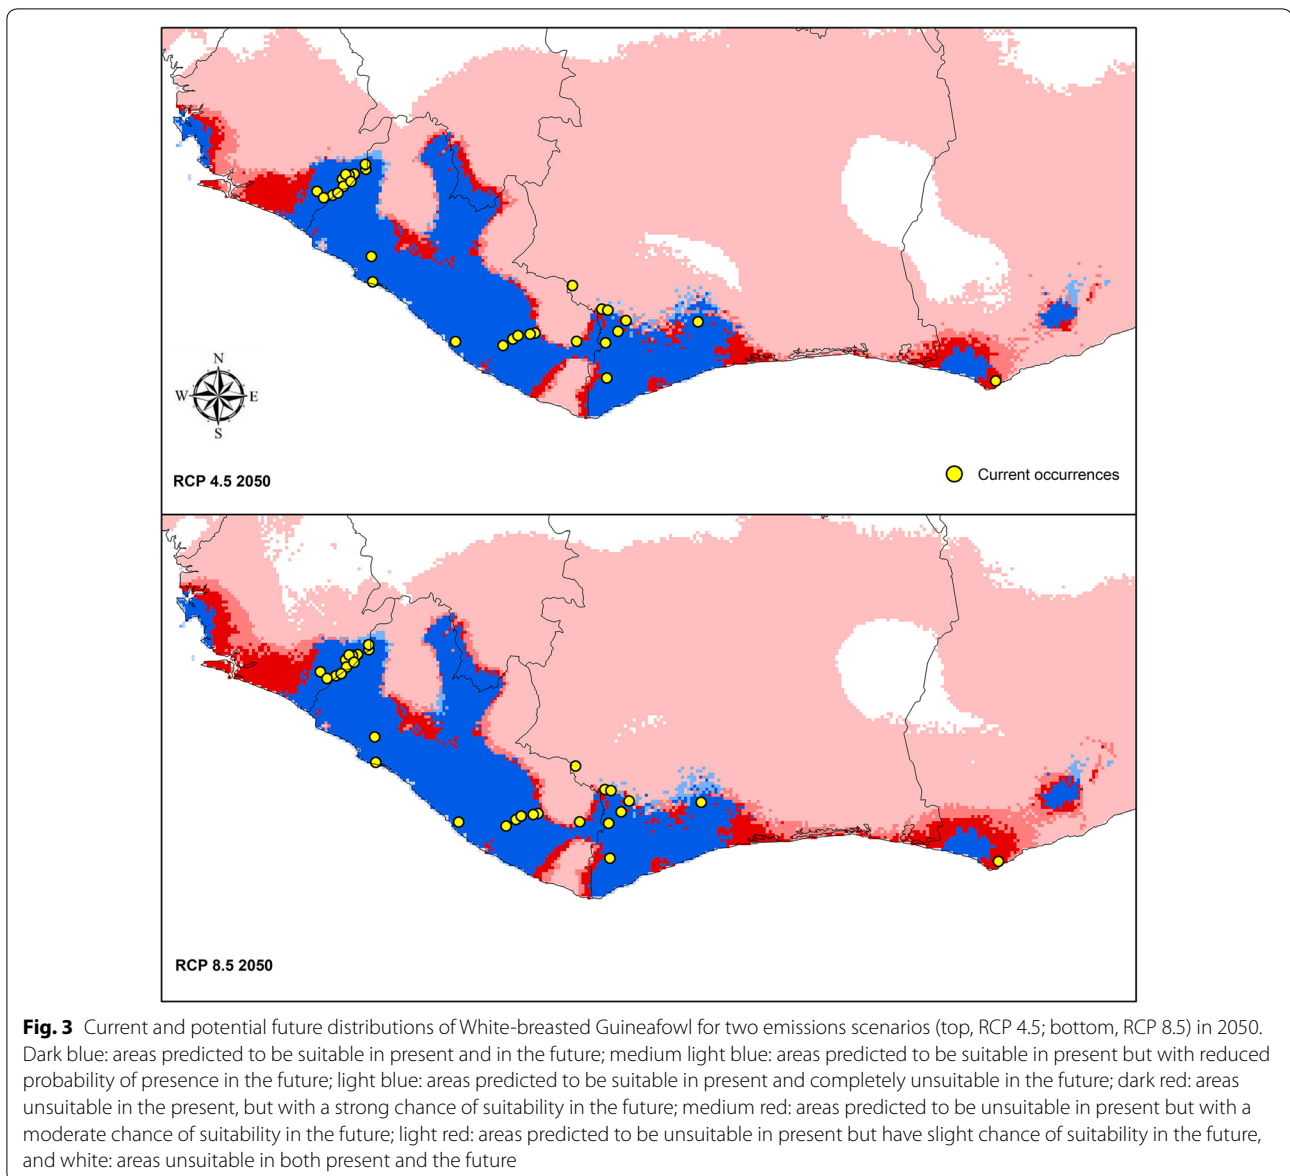 N
W
E
S
RCP 4.5 2050
Current occurrences
RCP 8.5 2050
Fig. 3 Current and potential future distributions of White-breasted Guineafowl for two emissions scenarios (top, RCP 4.5; bottom, RCP 8.5) in 2050.
Dark blue: areas predicted to be suitable in present and in the future; medium light blue: areas predicted to be suitable in present but with reduced
probability of presence in the future; light blue: areas predicted to be suitable in present and completely unsuitable in the future; dark red: areas
unsuitable in the present, but with a strong chance of suitability in the future; medium red: areas predicted to be unsuitable in present but with a
moderate chance of suitability in the future; light red: areas predicted to be unsuitable in present but have slight chance of suitability in the future,
and white: areas unsuitable in both present and the future